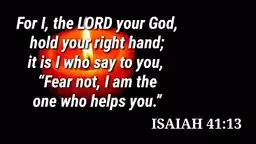 For I, the LORD your God,
hold your right hand;
it is I who say to you,
“Fear not, I am the
one who helps you.”
ISAIAH 41:13